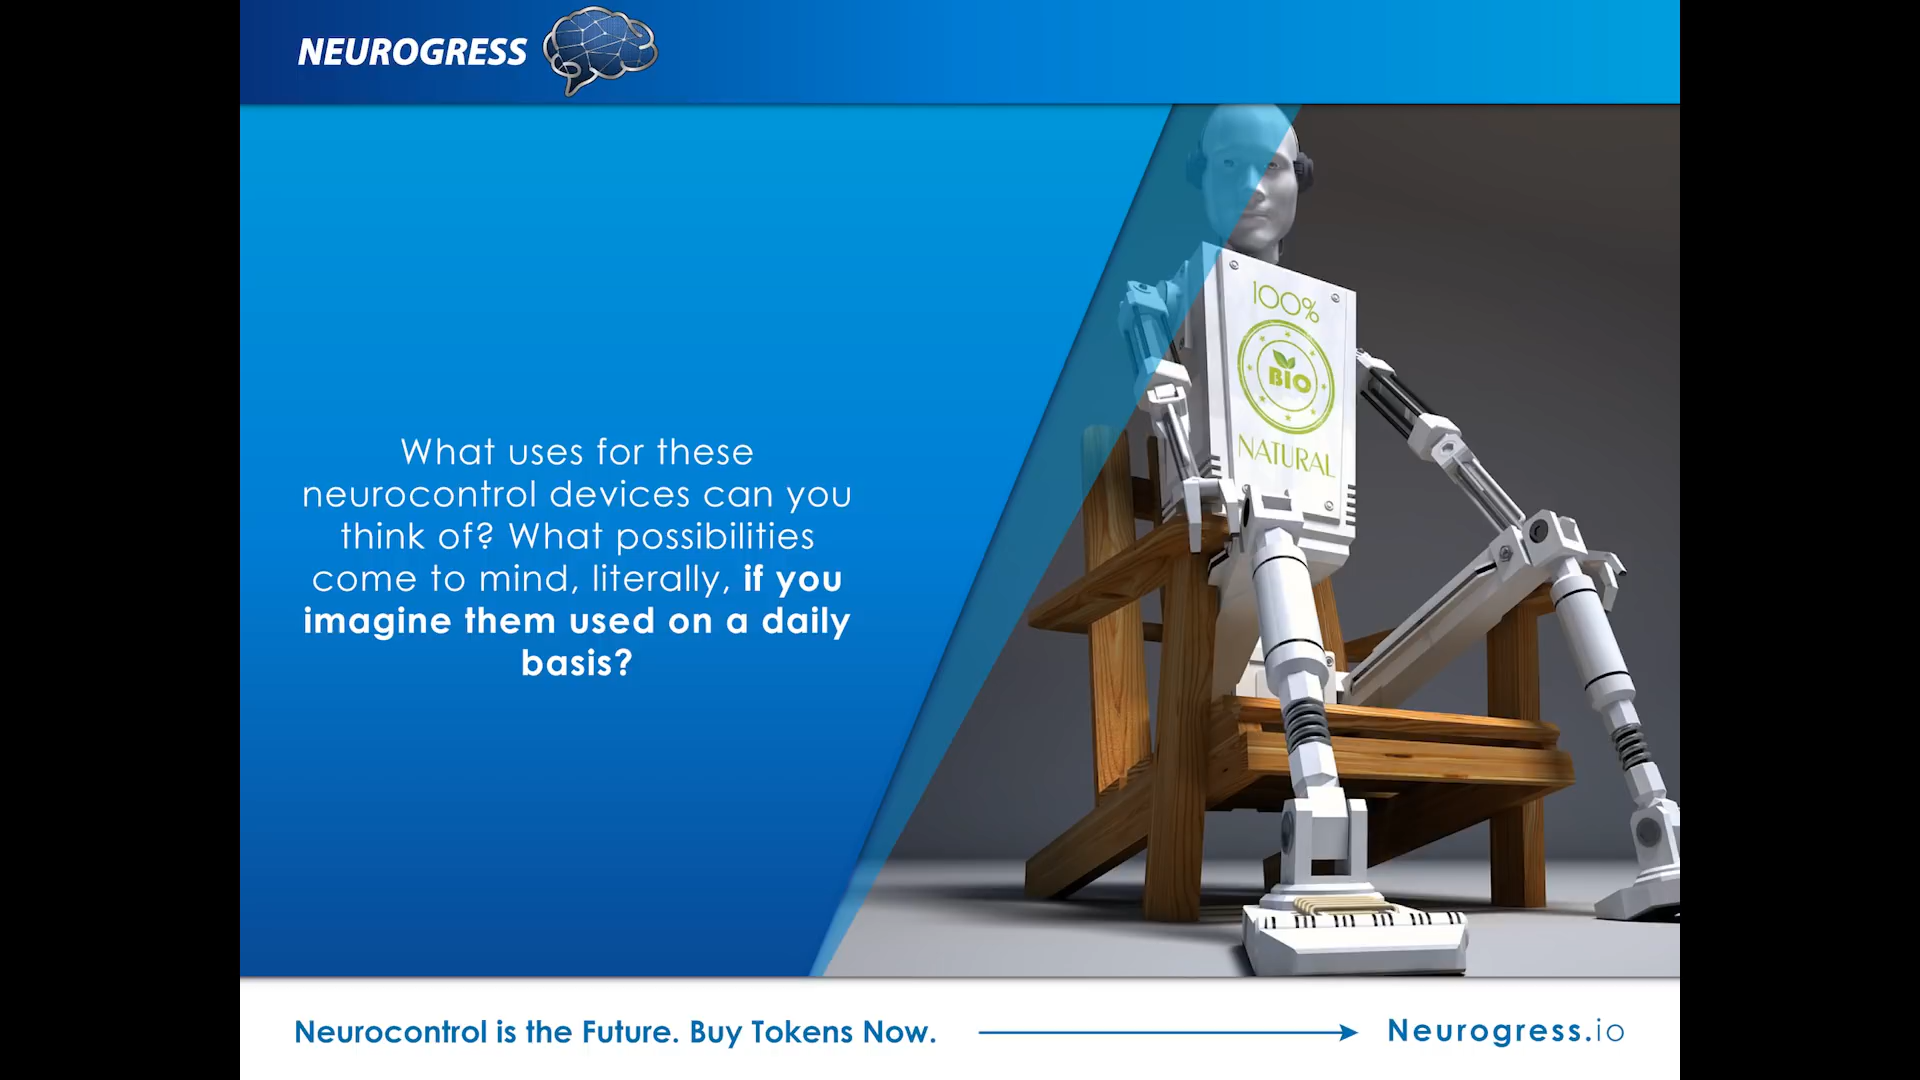 NEUROGRESS
What uses for these
neurocontrol devices can you
think of? What possibilities
come to mind, literally, if you
imagine them used on a daily
basis?
100%
BIO
NATURAL
Neurocontrol is the Future. Buy Tokens Now.
Neurogress.io